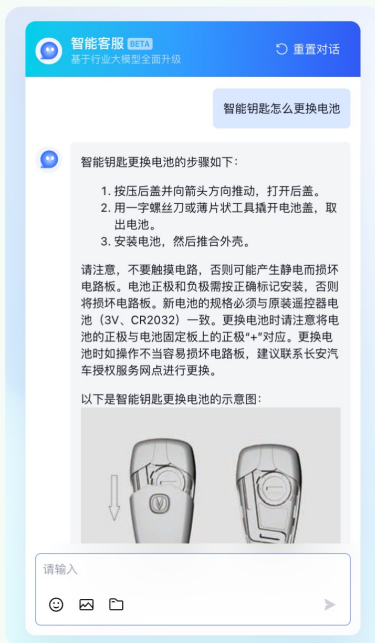 智能客服 BETA
基于行业大模型全面升级
重置对话
智能钥匙怎么更换电池
智能钥匙更换电池的步骤如下：
1. 按压后盖并向箭头方向推动，打开后盖。
2. 用一字螺丝刀或薄片状工具撬开电池盖，取
出电池。
3. 安装电池，然后推合外壳。
请注意，不要触摸电路，否则可能产生静电而损坏
电路板。电池正极和负极需按正确标记安装，否则
将损坏电路板。新电池的规格必须与原装遥控器电
池（3V、CR2032）一致。更换电池时请注意将电
池的正极与电池固定板上的正极“+”对应。更换电
池时如操作不当容易损坏电路板，建议联系长安汽
车授权服务网点进行更换。
以下是智能钥匙更换电池的示意图：
请输入